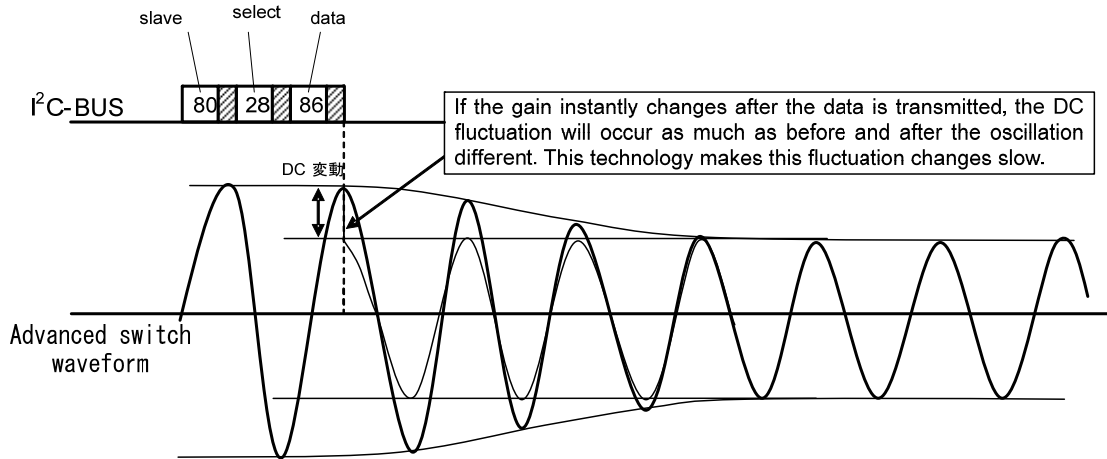 slave select data
I²C-BUS 80 28 86
If the gain instantly changes after the data is transmitted, the DC
fluctuation will occur as much as before and after the oscillation
different. This technology makes this fluctuation changes slow.
DC 変動
Advanced switch
waveform